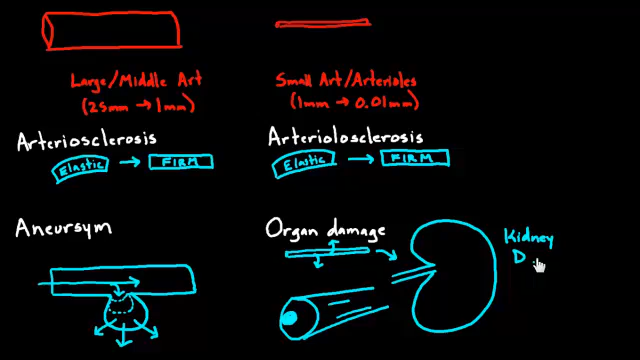 Large/Middle Art
(25mm → 1mm)
Small Art/Arterioles
(1mm → 0.01mm)
Arteriosclerosis
Elastic → FIRM
Arteriolosclerosis
Elastic → FIRM
Aneursym
Organ damage
Kidney
D